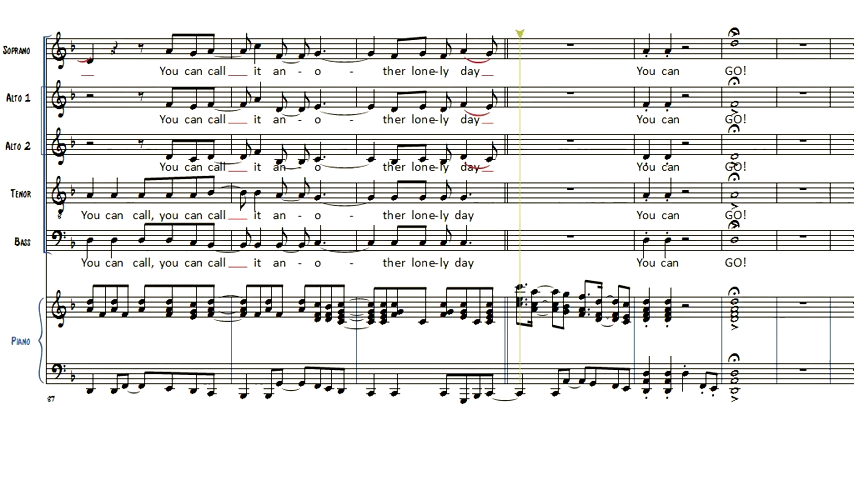 SOPRANO
You can call it an - o - ther lone-ly day You can GO!
ALTO 1
You can call it an - o - ther lone-ly day You can GO!
ALTO 2
You can call it an - o - ther lone-ly day You can GO!
TENOR
You can call, you can call it an - o - ther lone-ly day You can GO!
BASS
You can call, you can call it an - o - ther lone-ly day You can GO!
PIANO
87